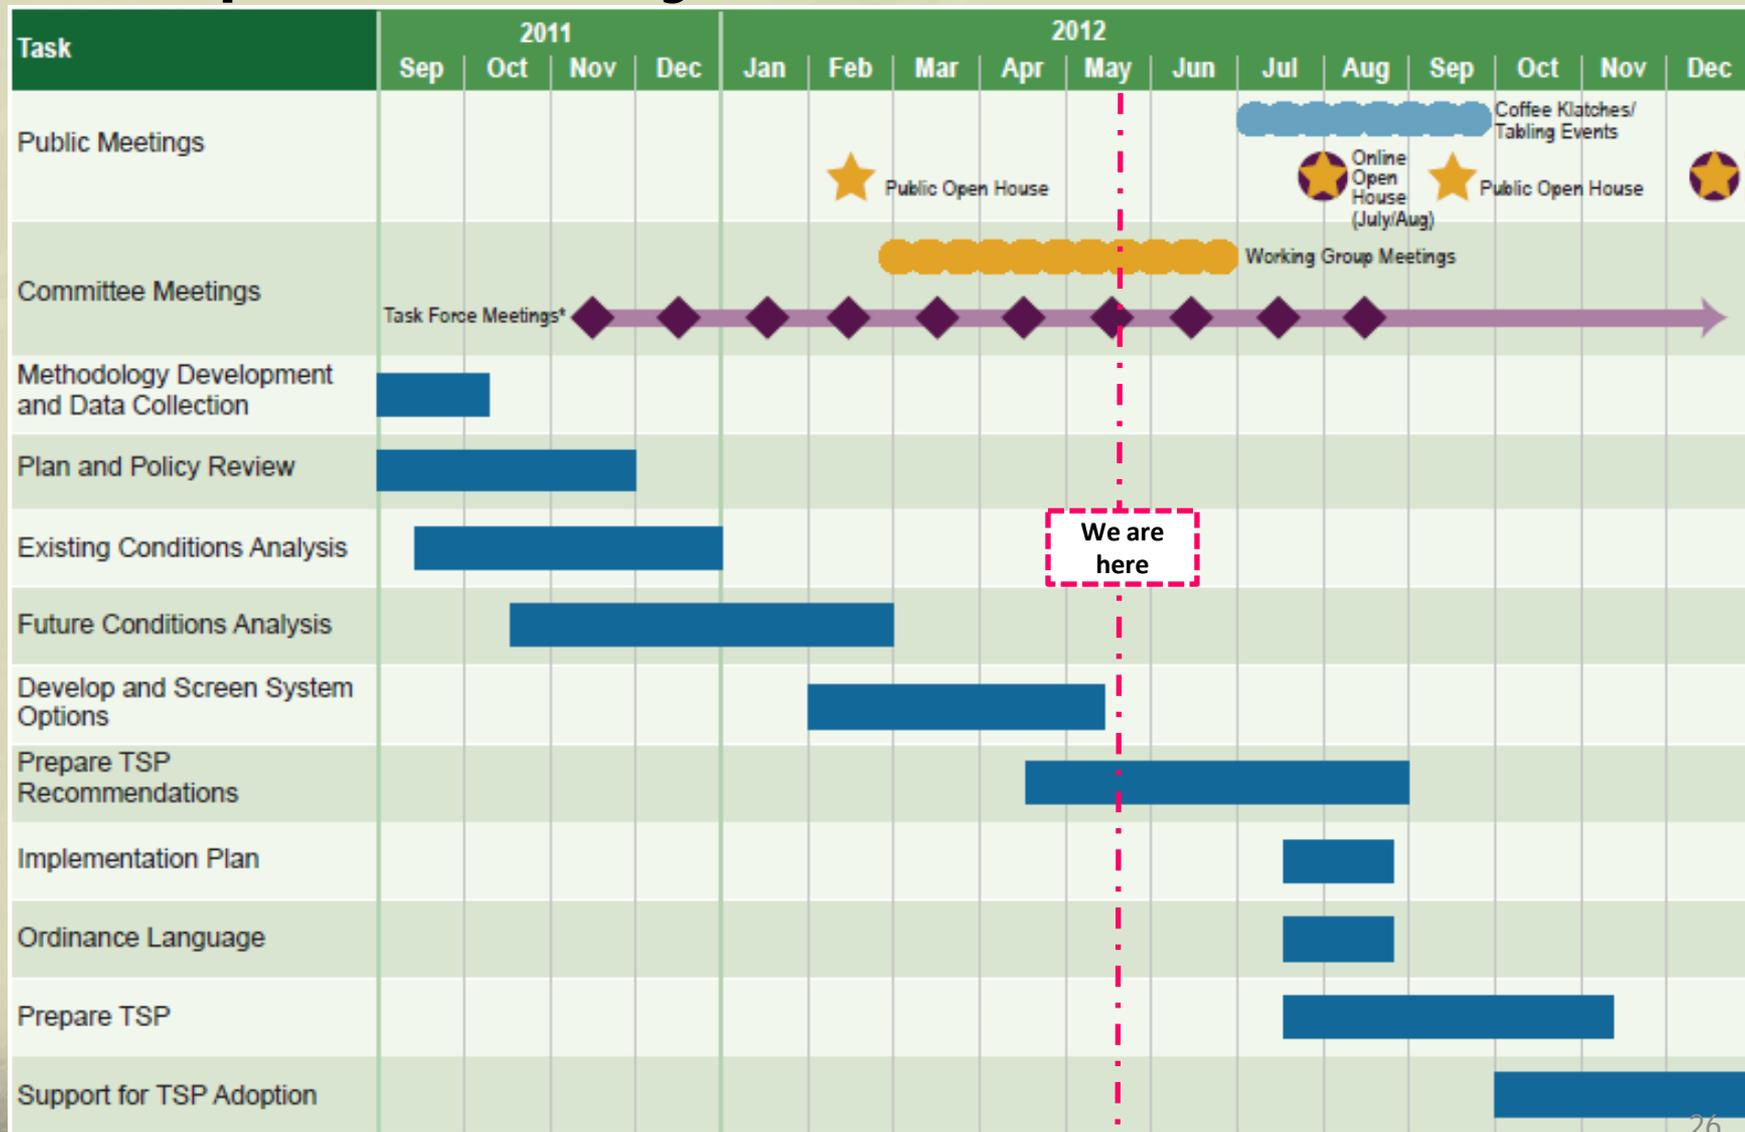 Task
2011
2012
Sep Oct Nov Dec Jan Feb Mar Apr May Jun Jul Aug Sep Oct Nov Dec
Public Meetings
Coffee Klatches/
Tabling Events
Public Open House
Online
Open
House
(July/Aug)
Public Open House
Committee Meetings
Working Group Meetings
Task Force Meetings*
Methodology Development
and Data Collection
Plan and Policy Review
Existing Conditions Analysis
We are
here
Future Conditions Analysis
Develop and Screen System
Options
Prepare TSP
Recommendations
Implementation Plan
Ordinance Language
Prepare TSP
Support for TSP Adoption
26